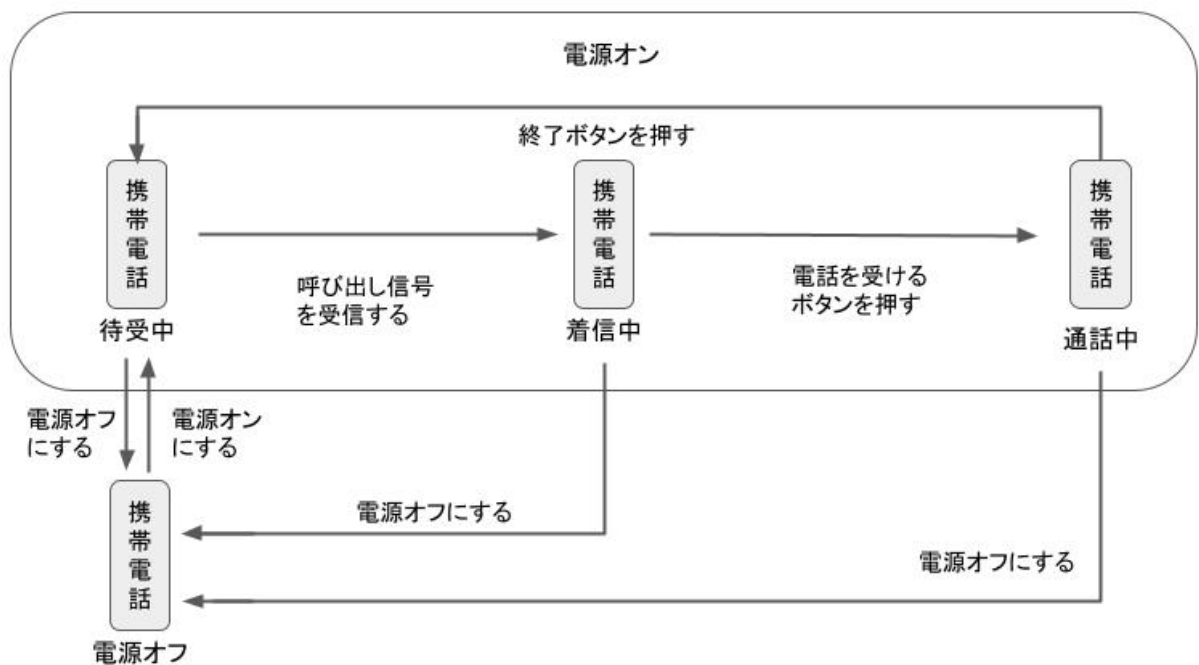 電源オン
終了ボタンを押す
携帯電話
携帯電話
携帯電話
呼び出し信号
を受信する
電話を受ける
ボタンを押す
待受中
着信中
通話中
電源オフ
にする
電源オン
にする
携帯電話
電源オフにする
電源オフにする
電源オフ